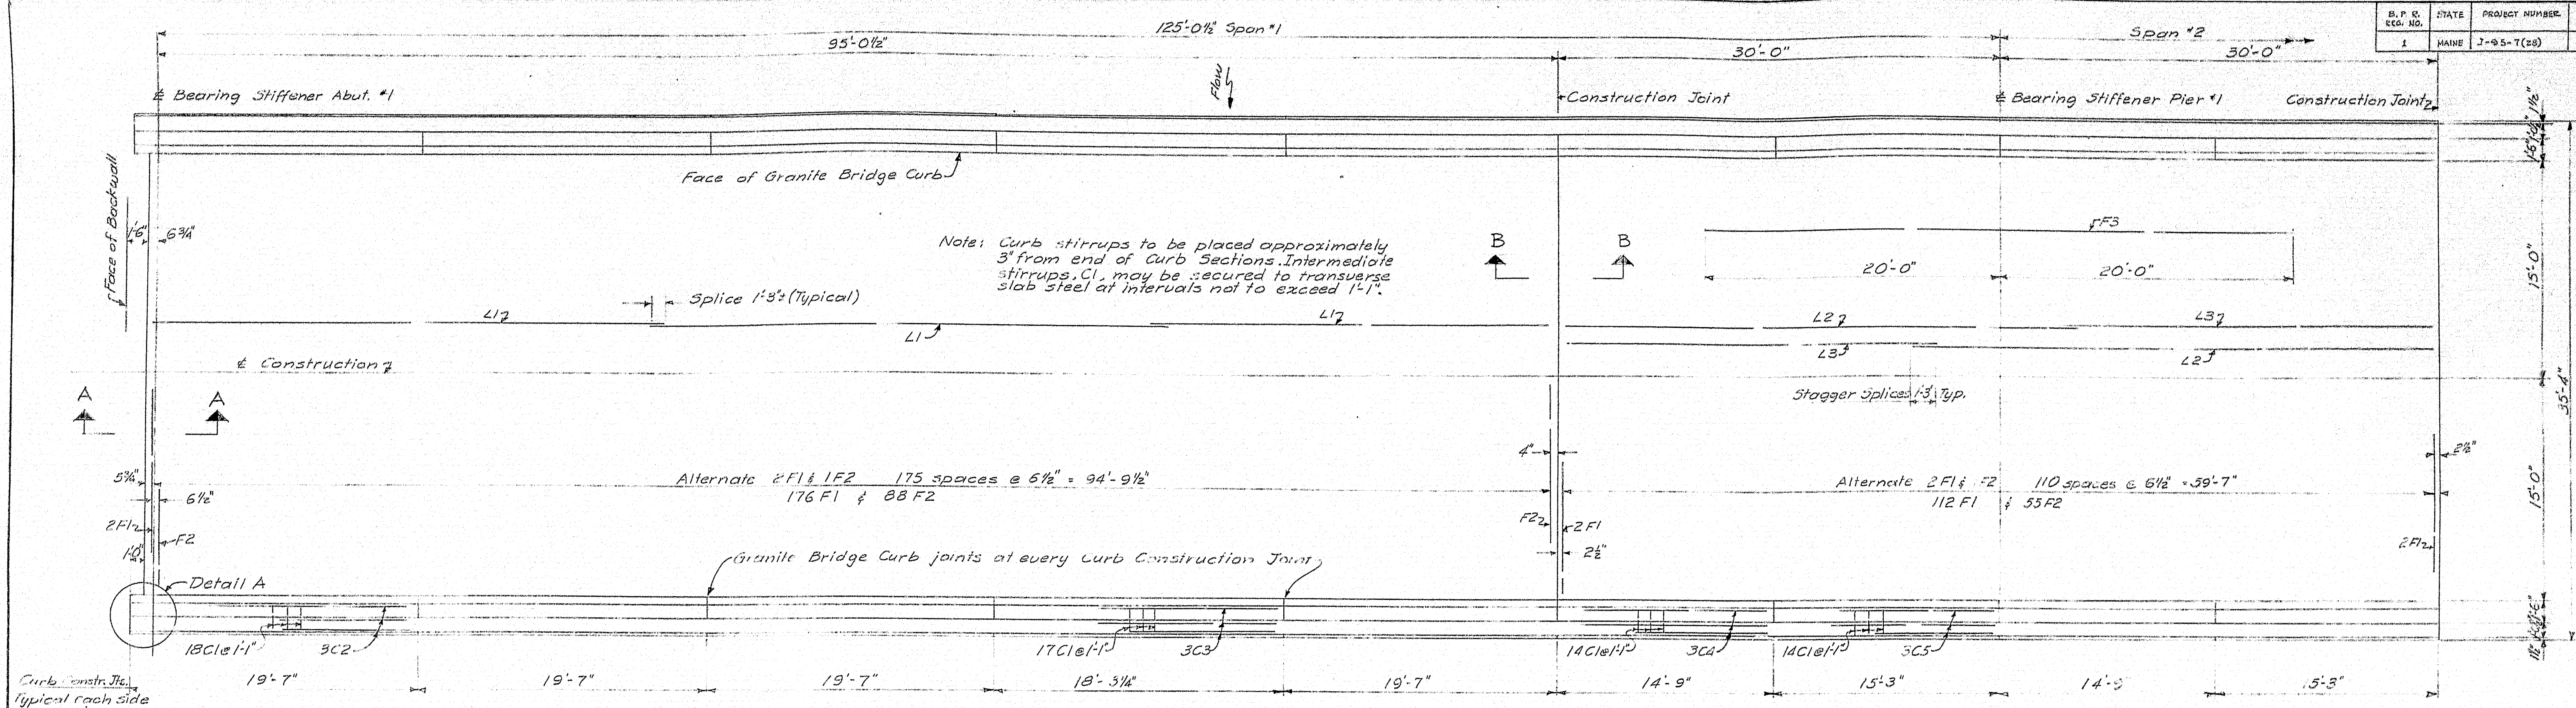 B. P. R. REG. NO. STATE PROJECT NUMBER
1 MAINE I-95-7(28)
125'-0½" Span #1
Span #2
95'-0½"
30'-0"
30'-0"
Flow
℄ Bearing Stiffener Abut. #1
Construction Joint
℄ Bearing Stiffener Pier #1
Construction Joint
1½"
Face of Granite Bridge Curb
Face of Backwall
1'-6"
6¾"
Note: Curb stirrups to be placed approximately
3" from end of Curb Sections. Intermediate
stirrups, C1, may be secured to transverse
slab steel at intervals not to exceed 1'-1".
B
B
F3
20'-0"
20'-0"
15'-0"
Splice 1'-3"± (Typical)
L1
L1
L1
L2
L3
L3
L2
℄ Construction
Stagger Splices 1'-3 Typ.
35'-4"
A
A
4"
2½"
5¾"
6½"
Alternate 2F1 & 1F2 175 spaces @ 6½" = 94'-9½"
176 F1 & 88 F2
Alternate 2F1 & F2 110 spaces @ 6½" = 59'-7"
112 F1 & 55 F2
15'-0"
2F1
F2
F2
2F1
2F1
1'-0"
2½"
Granite Bridge Curb joints at every Curb Construction Joint
Detail A
18C1@1'-1"
3C2
17C1@1'-1"
3C3
14C1@1'-1"
3C4
14C1@1'-1"
3C5
1½"
Curb Constr. Jt.
Typical each side
19'-7"
19'-7"
19'-7"
18'-3¼"
19'-7"
14'-9"
15'-3"
14'-9
15'-3"